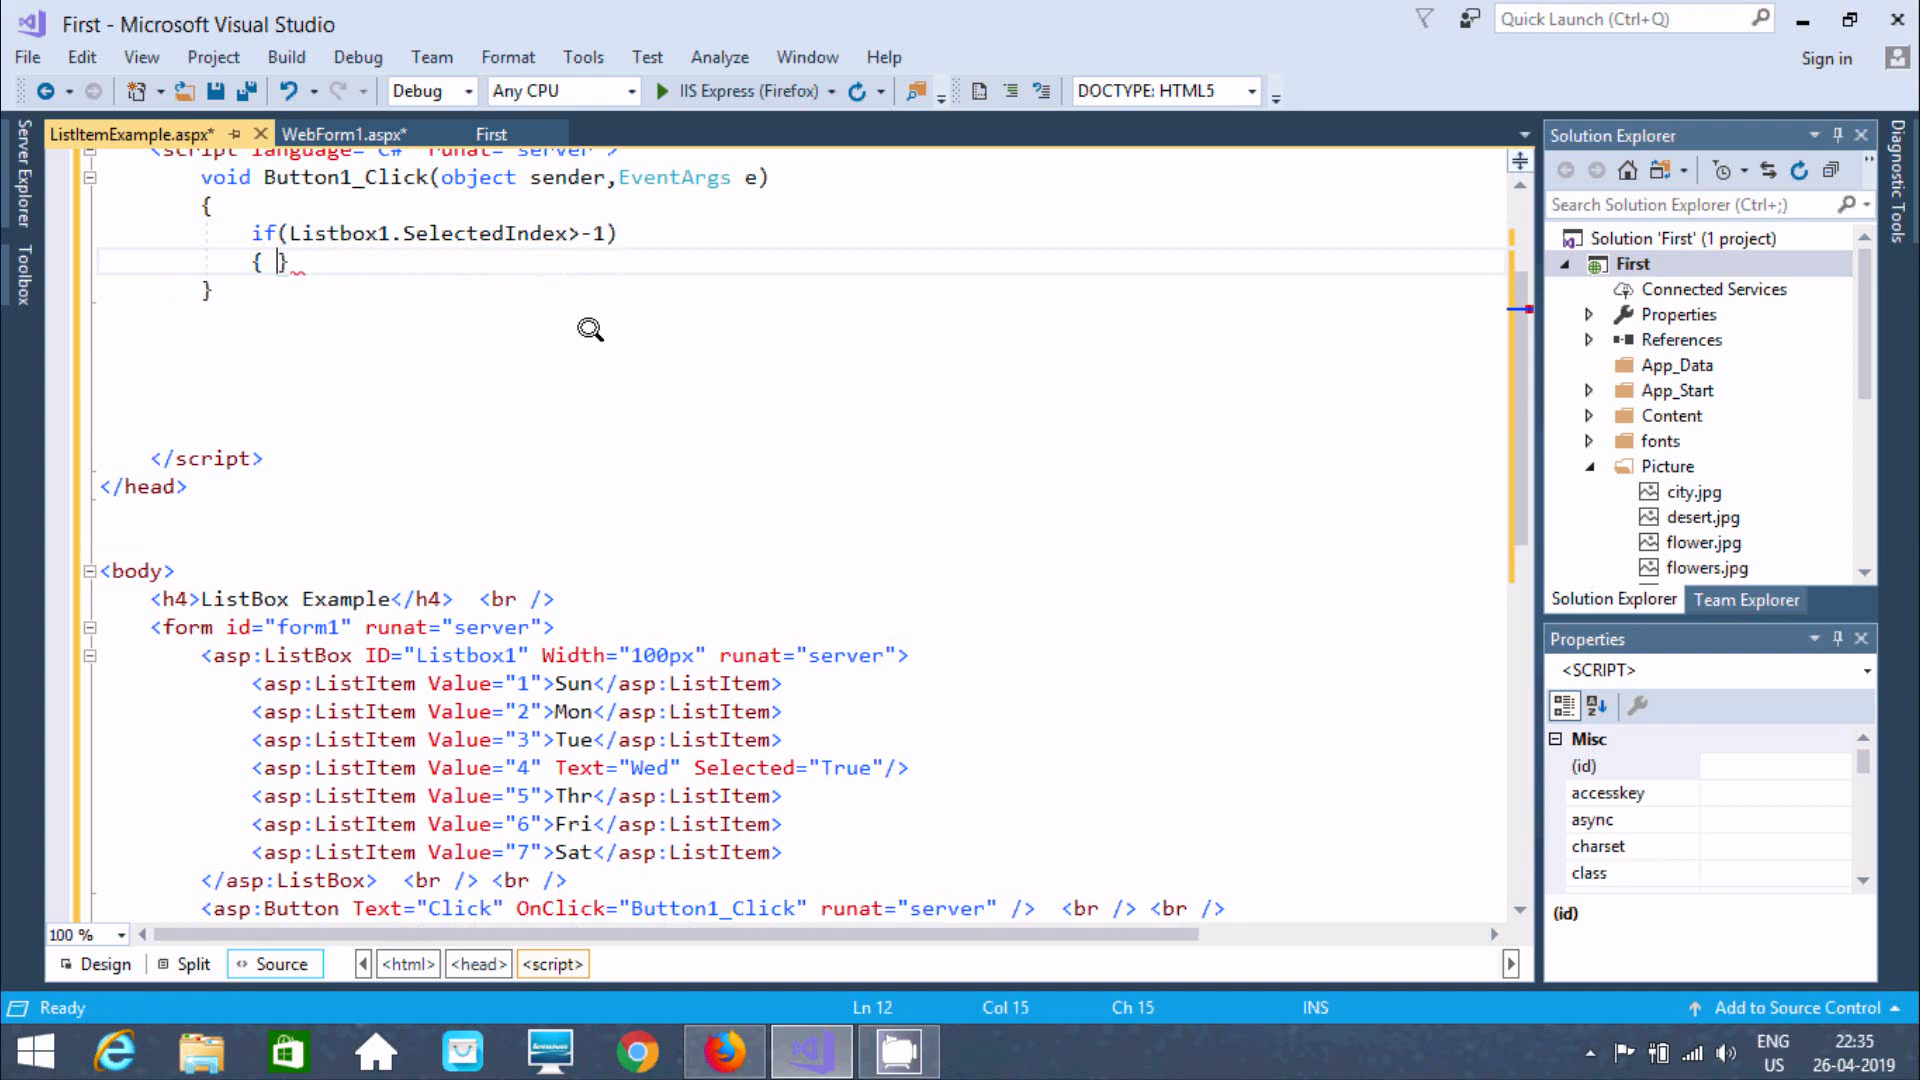 First - Microsoft Visual Studio
Quick Launch (Ctrl+Q)
File Edit View Project Build Debug Team Format Tools Test Analyze Window Help
Sign in
Debug Any CPU IIS Express (Firefox) DOCTYPE: HTML5
Server Explorer
Toolbox
ListItemExample.aspx* WebForm1.aspx* First
<script language="C#" runat="server">
void Button1_Click(object sender,EventArgs e)
{
if(Listbox1.SelectedIndex>-1)
{ }
}
</script>
</head>
<body>
<h4>ListBox Example</h4> <br />
<form id="form1" runat="server">
<asp:ListBox ID="Listbox1" Width="100px" runat="server">
<asp:ListItem Value="1">Sun</asp:ListItem>
<asp:ListItem Value="2">Mon</asp:ListItem>
<asp:ListItem Value="3">Tue</asp:ListItem>
<asp:ListItem Value="4" Text="Wed" Selected="True"/>
<asp:ListItem Value="5">Thr</asp:ListItem>
<asp:ListItem Value="6">Fri</asp:ListItem>
<asp:ListItem Value="7">Sat</asp:ListItem>
</asp:ListBox> <br /> <br />
<asp:Button Text="Click" OnClick="Button1_Click" runat="server" /> <br /> <br />
100 %
Design Split Source <html> <head> <script>
Solution Explorer
Search Solution Explorer (Ctrl+;)
Solution 'First' (1 project)
First
Connected Services
Properties
References
App_Data
App_Start
Content
fonts
Picture
city.jpg
desert.jpg
flower.jpg
flowers.jpg
Solution Explorer Team Explorer
Properties
<SCRIPT>
Misc
(id)
accesskey
async
charset
class
(id)
Diagnostic Tools
Ready Ln 12 Col 15 Ch 15 INS Add to Source Control
lenovo
ENG
US
22:35
26-04-2019